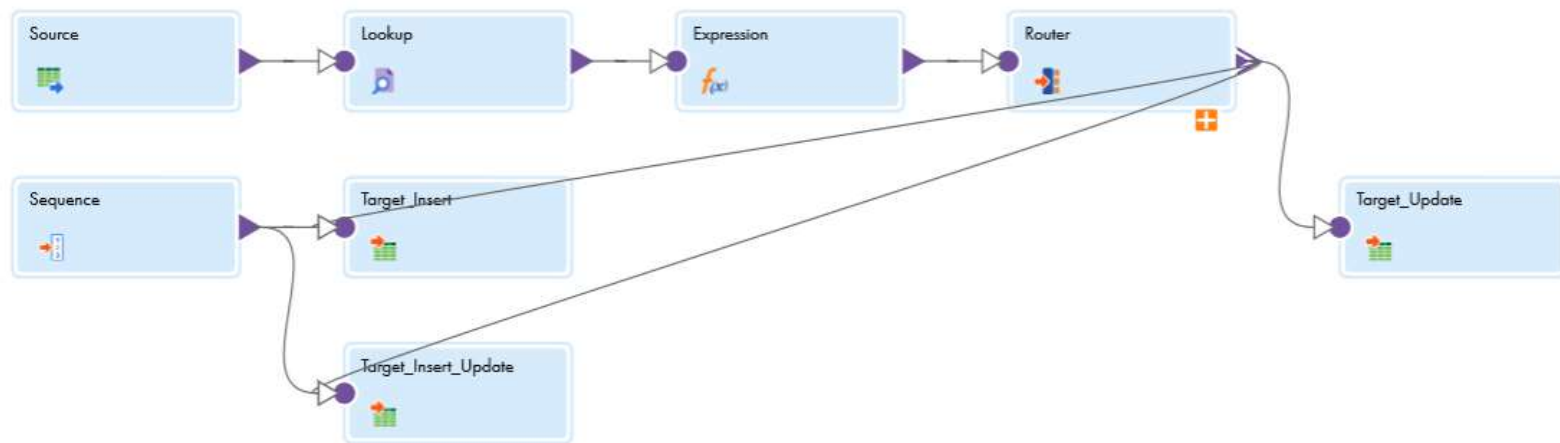 Source
Lookup
Expression
Router
Sequence
Target_Insert
Target_Update
Target_Insert_Update